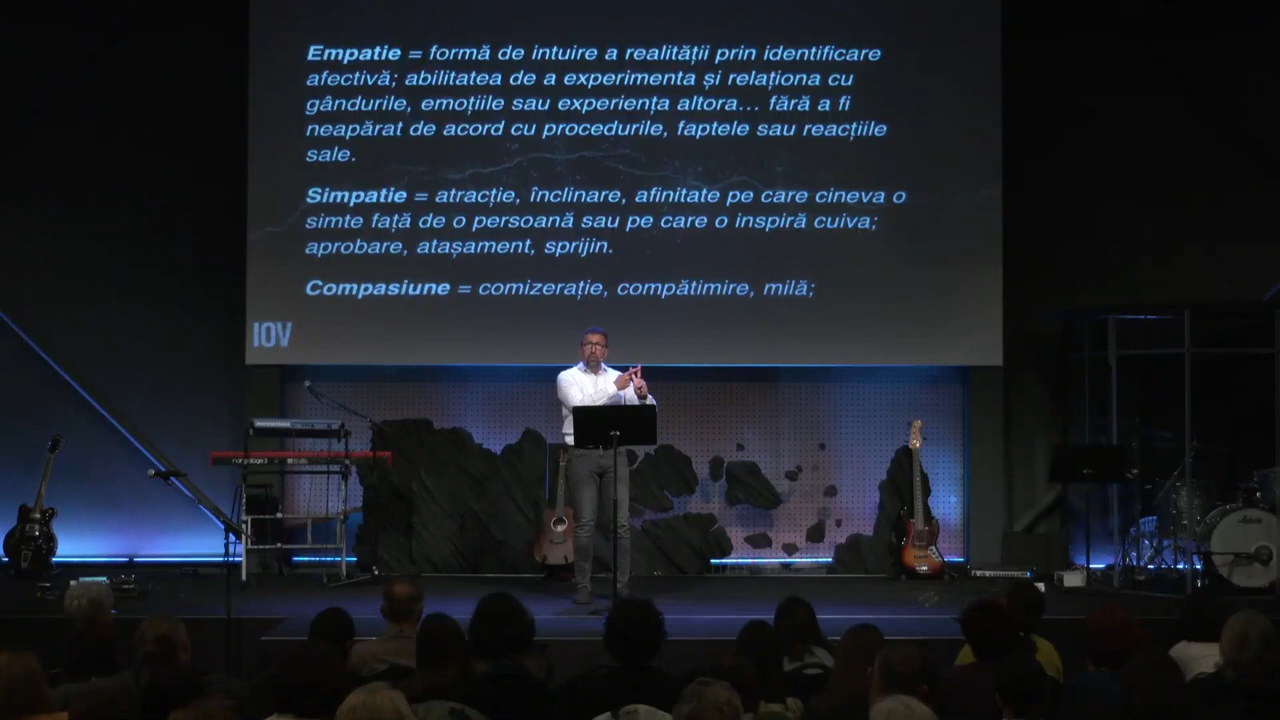 Empatie = formă de intuire a realității prin identificare
afectivă; abilitatea de a experimenta și relaționa cu
gândurile, emoțiile sau experiența altora... fără a fi
neapărat de acord cu procedurile, faptele sau reacțiile
sale.
Simpatie = atracție, înclinare, afinitate pe care cineva o
simte față de o persoană sau pe care o inspiră cuiva;
aprobare, atașament, sprijin.
Compasiune = comizerație, compătimire, milă;
IOV